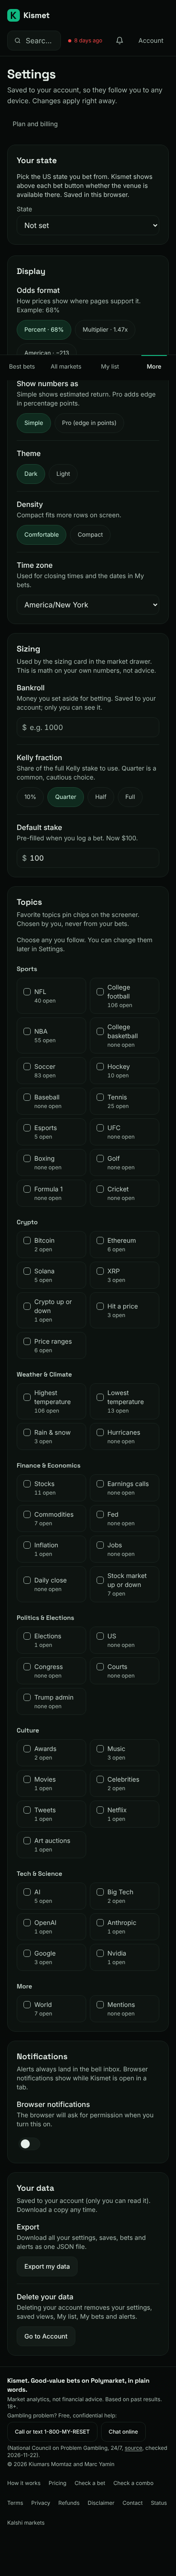 Kismet
Searc...
8 days ago
Account
Settings
Saved to your account, so they follow you to any
device. Changes apply right away.
Plan and billing
Your state
Pick the US state you bet from. Kismet shows
above each bet button whether the venue is
available there. Saved in this browser.
State
Not set
Display
Odds format
How prices show where pages support it.
Example: 68%
Percent · 68%
Multiplier · 1.47x
American · −213
Best bets
All markets
My list
More
Show numbers as
Simple shows estimated return. Pro adds edge
in percentage points.
Simple
Pro (edge in points)
Theme
Dark
Light
Density
Compact fits more rows on screen.
Comfortable
Compact
Time zone
Used for closing times and the dates in My
bets.
America/New York
Sizing
Used by the sizing card in the market drawer.
This is math on your own numbers, not advice.
Bankroll
Money you set aside for betting. Saved to your
account; only you can see it.
$ e.g. 1000
Kelly fraction
Share of the full Kelly stake to use. Quarter is a
common, cautious choice.
10%
Quarter
Half
Full
Default stake
Pre-filled when you log a bet. Now $100.
$ 100
Topics
Favorite topics pin chips on the screener.
Chosen by you, never from your bets.
Choose any you follow. You can change them
later in Settings.
Sports
NFL
40 open
College
football
106 open
NBA
55 open
College
basketball
none open
Soccer
83 open
Hockey
10 open
Baseball
none open
Tennis
25 open
Esports
5 open
UFC
none open
Boxing
none open
Golf
none open
Formula 1
none open
Cricket
none open
Crypto
Bitcoin
2 open
Ethereum
6 open
Solana
5 open
XRP
3 open
Crypto up or
down
1 open
Hit a price
3 open
Price ranges
6 open
Weather & Climate
Highest
temperature
106 open
Lowest
temperature
13 open
Rain & snow
3 open
Hurricanes
none open
Finance & Economics
Stocks
11 open
Earnings calls
none open
Commodities
7 open
Fed
none open
Inflation
1 open
Jobs
none open
Daily close
none open
Stock market
up or down
7 open
Politics & Elections
Elections
1 open
US
none open
Congress
none open
Courts
none open
Trump admin
none open
Culture
Awards
2 open
Music
3 open
Movies
1 open
Celebrities
2 open
Tweets
1 open
Netflix
1 open
Art auctions
1 open
Tech & Science
AI
5 open
Big Tech
2 open
OpenAI
1 open
Anthropic
1 open
Google
3 open
Nvidia
1 open
More
World
7 open
Mentions
none open
Notifications
Alerts always land in the bell inbox. Browser
notifications show while Kismet is open in a
tab.
Browser notifications
The browser will ask for permission when you
turn this on.
Your data
Saved to your account (only you can read it).
Download a copy any time.
Export
Download all your settings, saves, bets and
alerts as one JSON file.
Export my data
Delete your data
Deleting your account removes your settings,
saved views, My list, My bets and alerts.
Go to Account
Kismet. Good-value bets on Polymarket, in plain
words.
Market analytics, not financial advice. Based on past results.
18+.
Gambling problem? Free, confidential help:
Call or text 1-800-MY-RESET
Chat online
(National Council on Problem Gambling, 24/7, source, checked
2026-11-22).
© 2026 Kiumars Momtaz and Marc Yamin
How it works
Pricing
Check a bet
Check a combo
Terms
Privacy
Refunds
Disclaimer
Contact
Status
Kalshi markets